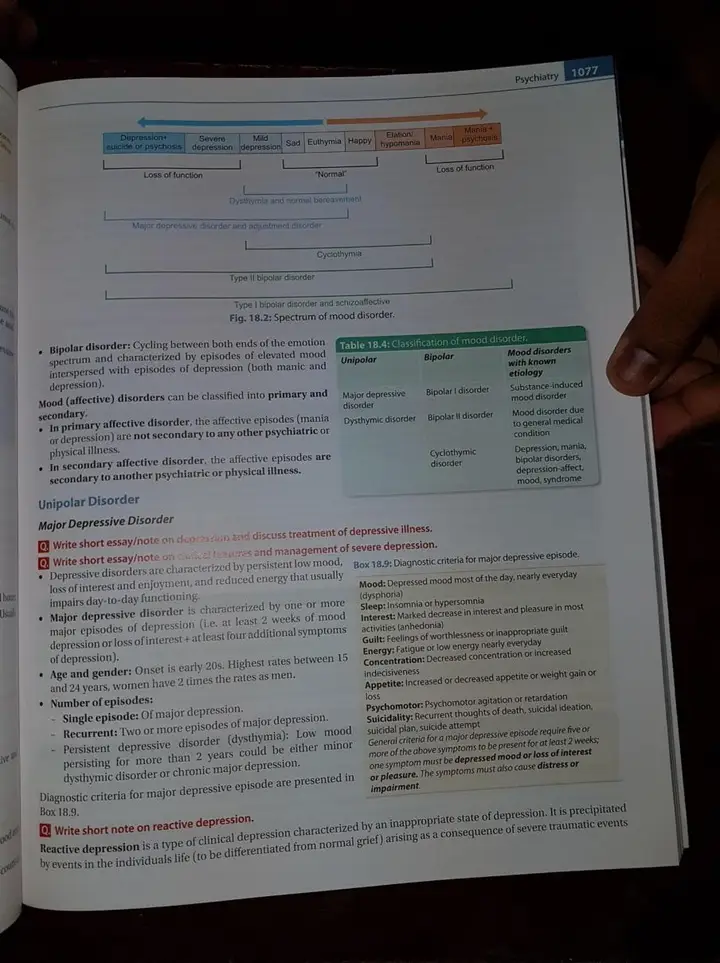 Psychiatry 1077
Depression+ suicide or psychosis
Severe depression
Mild depression
Sad
Euthymia
Happy
Elation/ hypomania
Mania
Mania + psychosis
Loss of function
"Normal"
Loss of function
Dysthymia and normal bereavement
Major depressive disorder and adjustment disorder
Cyclothymia
Type II bipolar disorder
Type I bipolar disorder and schizoaffective
Fig. 18.2: Spectrum of mood disorder.
• Bipolar disorder: Cycling between both ends of the emotion
spectrum and characterized by episodes of elevated mood
interspersed with episodes of depression (both manic and
depression).
Mood (affective) disorders can be classified into primary and
secondary.
• In primary affective disorder, the affective episodes (mania
or depression) are not secondary to any other psychiatric or
physical illness.
• In secondary affective disorder, the affective episodes are
secondary to another psychiatric or physical illness.
Table 18.4: Classification of mood disorder.
Unipolar
Bipolar
Mood disorders
with known
etiology
Major depressive
disorder
Bipolar I disorder
Substance-induced
mood disorder
Dysthymic disorder
Bipolar II disorder
Mood disorder due
to general medical
condition
Cyclothymic
disorder
Depression, mania,
bipolar disorders,
depression-affect,
mood, syndrome
Unipolar Disorder
Major Depressive Disorder
Q. Write short essay/note on depression and discuss treatment of depressive illness.
Q. Write short essay/note on clinical features and management of severe depression.
• Depressive disorders are characterized by persistent low mood,
loss of interest and enjoyment, and reduced energy that usually
impairs day-to-day functioning.
• Major depressive disorder is characterized by one or more
major episodes of depression (i.e. at least 2 weeks of mood
depression or loss of interest + at least four additional symptoms
of depression).
• Age and gender: Onset is early 20s. Highest rates between 15
and 24 years, women have 2 times the rates as men.
• Number of episodes:
- Single episode: Of major depression.
- Recurrent: Two or more episodes of major depression.
- Persistent depressive disorder (dysthymia): Low mood
persisting for more than 2 years could be either minor
dysthymic disorder or chronic major depression.
Diagnostic criteria for major depressive episode are presented in
Box 18.9.
Box 18.9: Diagnostic criteria for major depressive episode.
Mood: Depressed mood most of the day, nearly everyday
(dysphoria)
Sleep: Insomnia or hypersomnia
Interest: Marked decrease in interest and pleasure in most
activities (anhedonia)
Guilt: Feelings of worthlessness or inappropriate guilt
Energy: Fatigue or low energy nearly everyday
Concentration: Decreased concentration or increased
indecisiveness
Appetite: Increased or decreased appetite or weight gain or
loss
Psychomotor: Psychomotor agitation or retardation
Suicidality: Recurrent thoughts of death, suicidal ideation,
suicidal plan, suicide attempt
General criteria for a major depressive episode require five or
more of the above symptoms to be present for at least 2 weeks;
one symptom must be depressed mood or loss of interest
or pleasure. The symptoms must also cause distress or
impairment.
Q. Write short note on reactive depression.
Reactive depression is a type of clinical depression characterized by an inappropriate state of depression. It is precipitated
by events in the individuals life (to be differentiated from normal grief) arising as a consequence of severe traumatic events